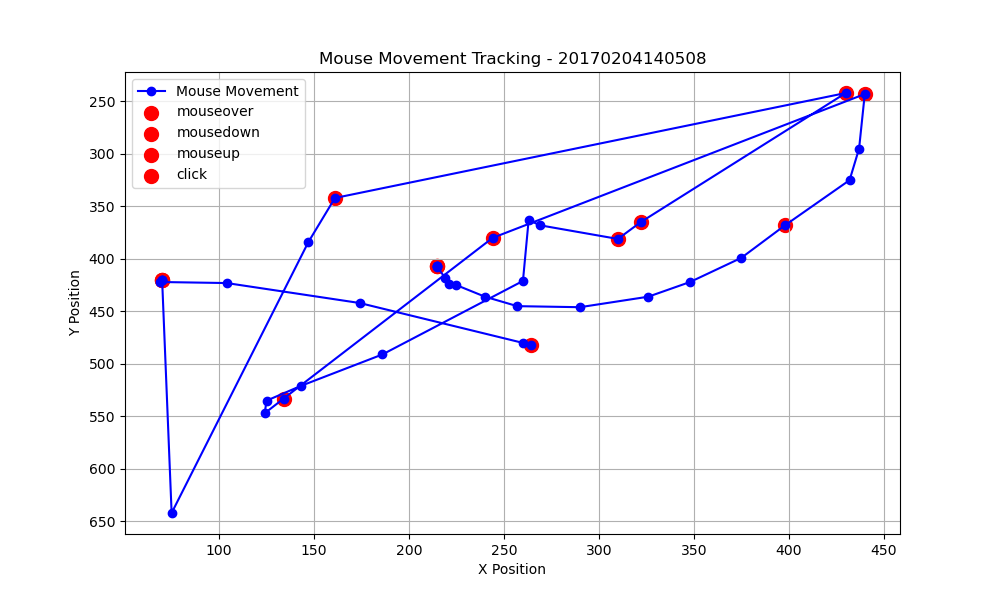 Mouse Movement Tracking - 20170204140508
Mouse Movement
mouseover
mousedown
mouseup
click
Y Position
250
300
350
400
450
500
550
600
650
100
150
200
250
300
350
400
450
X Position